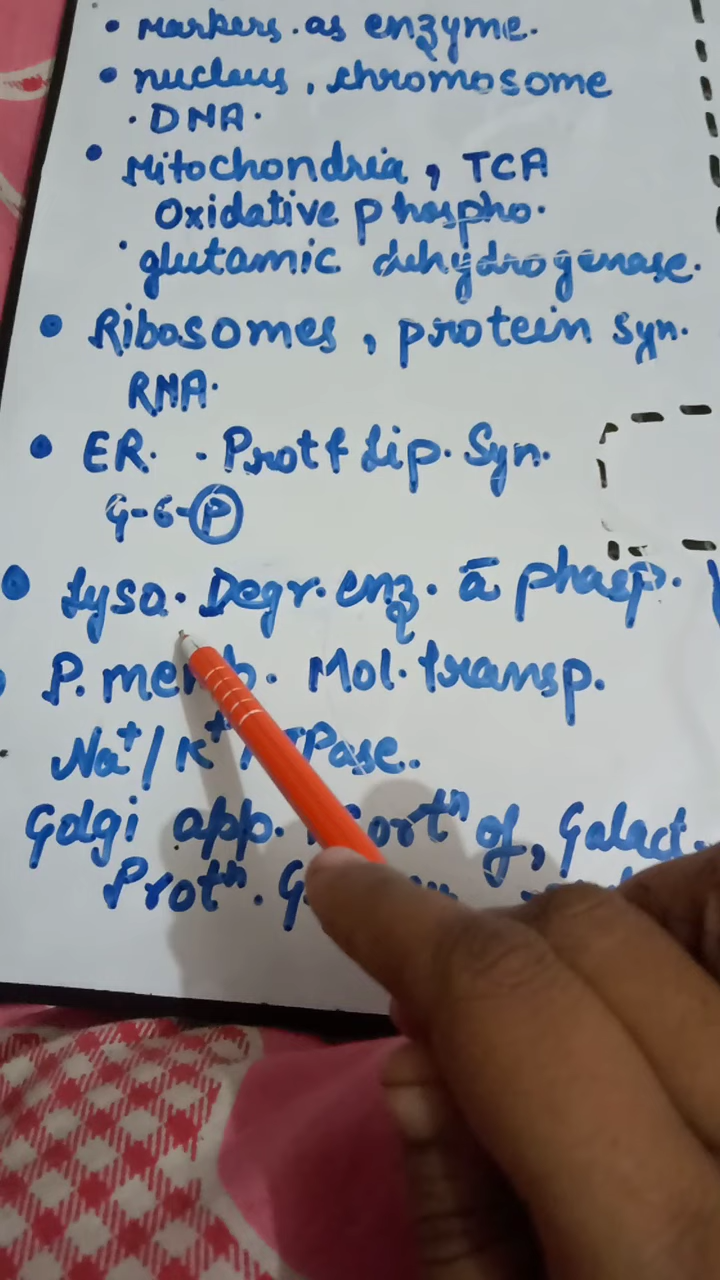 • Markers. as enzyme.
• nucleus, chromosome
. DNA.
• Mitochondria, TCA
Oxidative phospho.
. glutamic dehydrogenase.
• Ribosomes, protein syn.
RNA.
• ER. . Prot & Lip. Syn.
G-6-P
• Lyso. Degr. enz. ā phosp.
P. memb. Mol. transp.
Na⁺/K⁺ ATPase.
Golgi app. of, Galact.
Protⁿ.